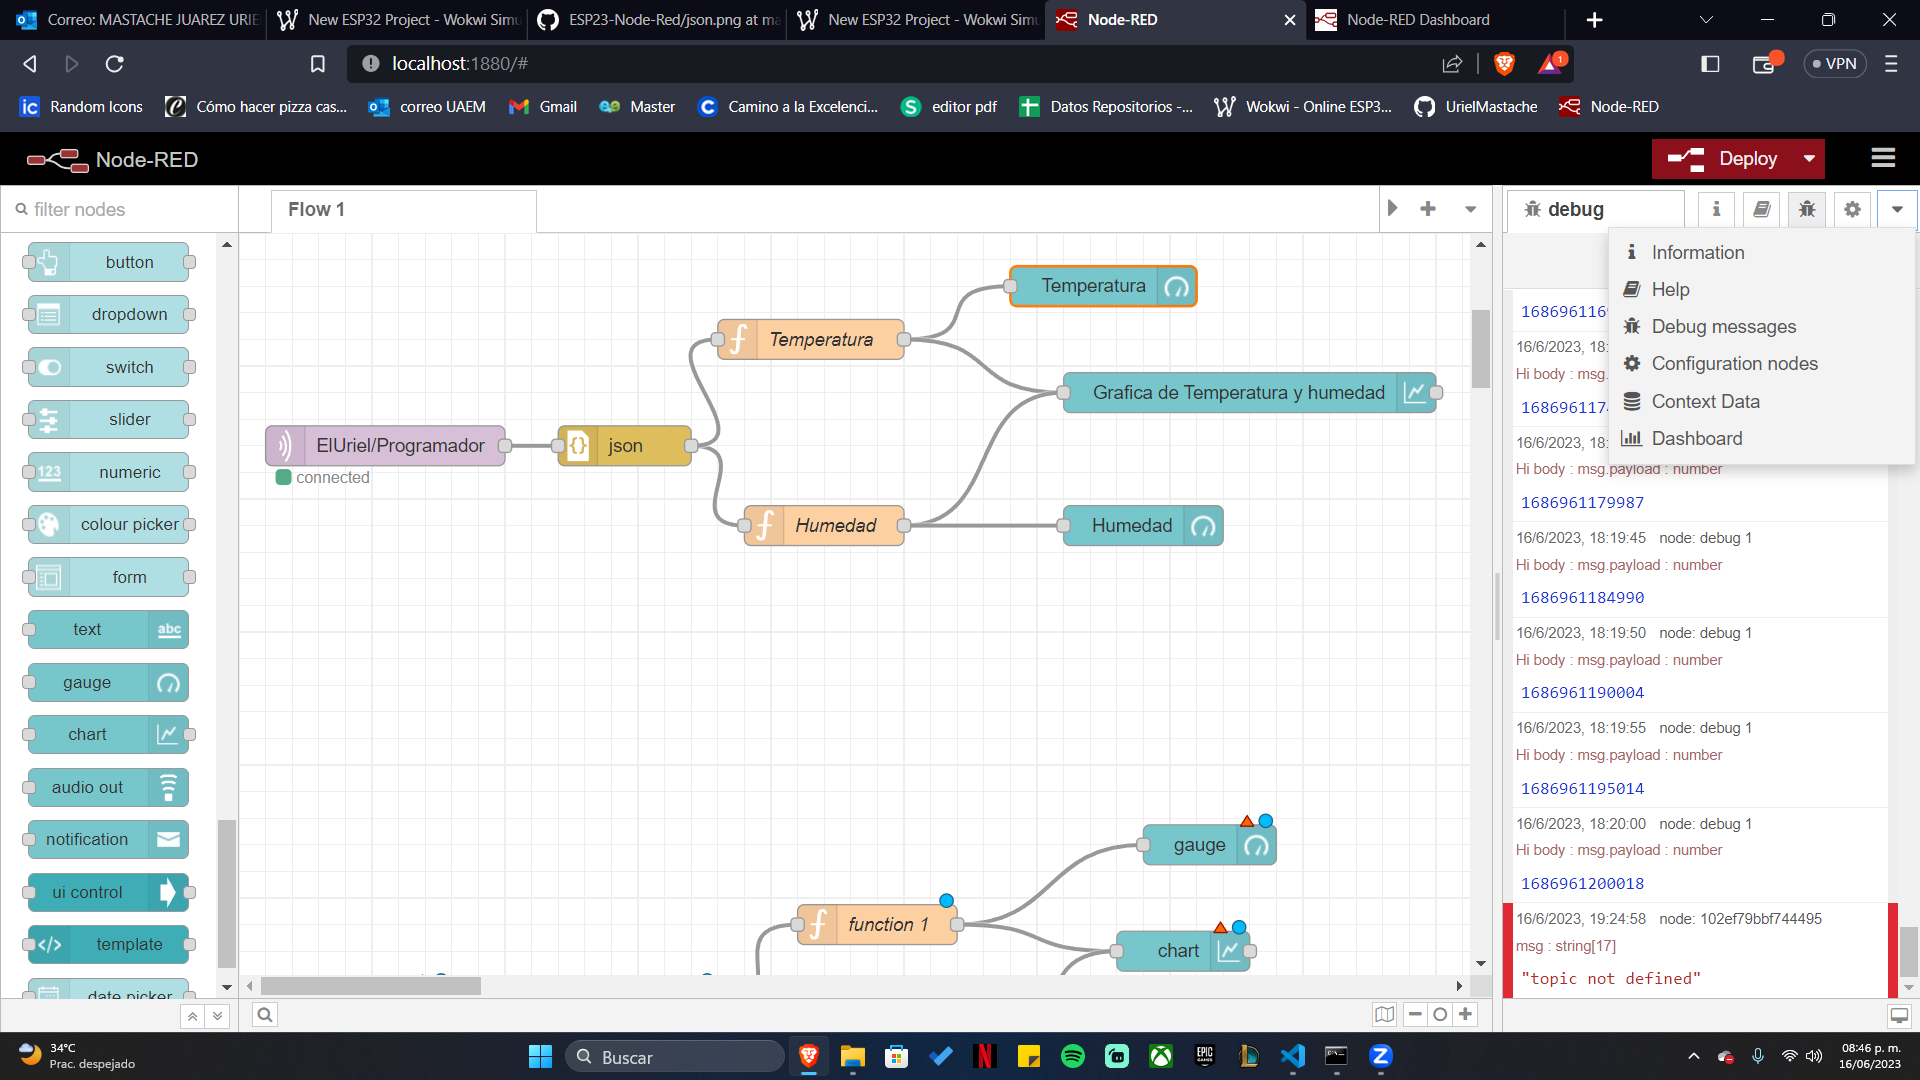 Correo: MASTACHE JUAREZ URIE
New ESP32 Project - Wokwi Simu
ESP23-Node-Red/json.png at ma
New ESP32 Project - Wokwi Simu
Node-RED
Node-RED Dashboard
localhost:1880/#
1
VPN
Random Icons
Cómo hacer pizza cas...
correo UAEM
Gmail
Master
Camino a la Excelenci...
editor pdf
Datos Repositorios -...
Wokwi - Online ESP3...
UrielMastache
Node-RED
Node-RED
Deploy
filter nodes
Flow 1
debug
button
dropdown
switch
slider
123
numeric
colour picker
form
text
abc
gauge
chart
audio out
notification
ui control
template
date picker
Temperatura
Temperatura
Grafica de Temperatura y humedad
ElUriel/Programador
connected
json
Humedad
Humedad
gauge
function 1
chart
Information
Help
Debug messages
Configuration nodes
Context Data
Dashboard
16/6/2023, 18:
Hi body : msg.
16/6/2023, 18:
Hi body : msg.payload : number
1686961179987
16/6/2023, 18:19:45 node: debug 1
Hi body : msg.payload : number
1686961184990
16/6/2023, 18:19:50 node: debug 1
Hi body : msg.payload : number
1686961190004
16/6/2023, 18:19:55 node: debug 1
Hi body : msg.payload : number
1686961195014
16/6/2023, 18:20:00 node: debug 1
Hi body : msg.payload : number
1686961200018
16/6/2023, 19:24:58 node: 102ef79bbf744495
msg : string[17]
"topic not defined"
34°C
Prac. despejado
Buscar
08:46 p. m.
16/06/2023